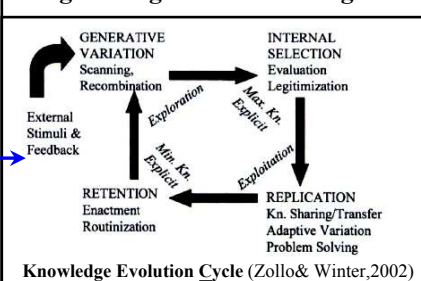 GENERATIVE
VARIATION
Scanning,
Recombination
INTERNAL
SELECTION
Evaluation
Legitimization
External
Stimuli &
Feedback
Exploration
Max. Kn.
Explicit
Min. Kn.
Explicit
Exploitation
RETENTION
Enactment
Routinization
REPLICATION
Kn. Sharing/Transfer
Adaptive Variation
Problem Solving
Knowledge Evolution Cycle (Zollo& Winter,2002)